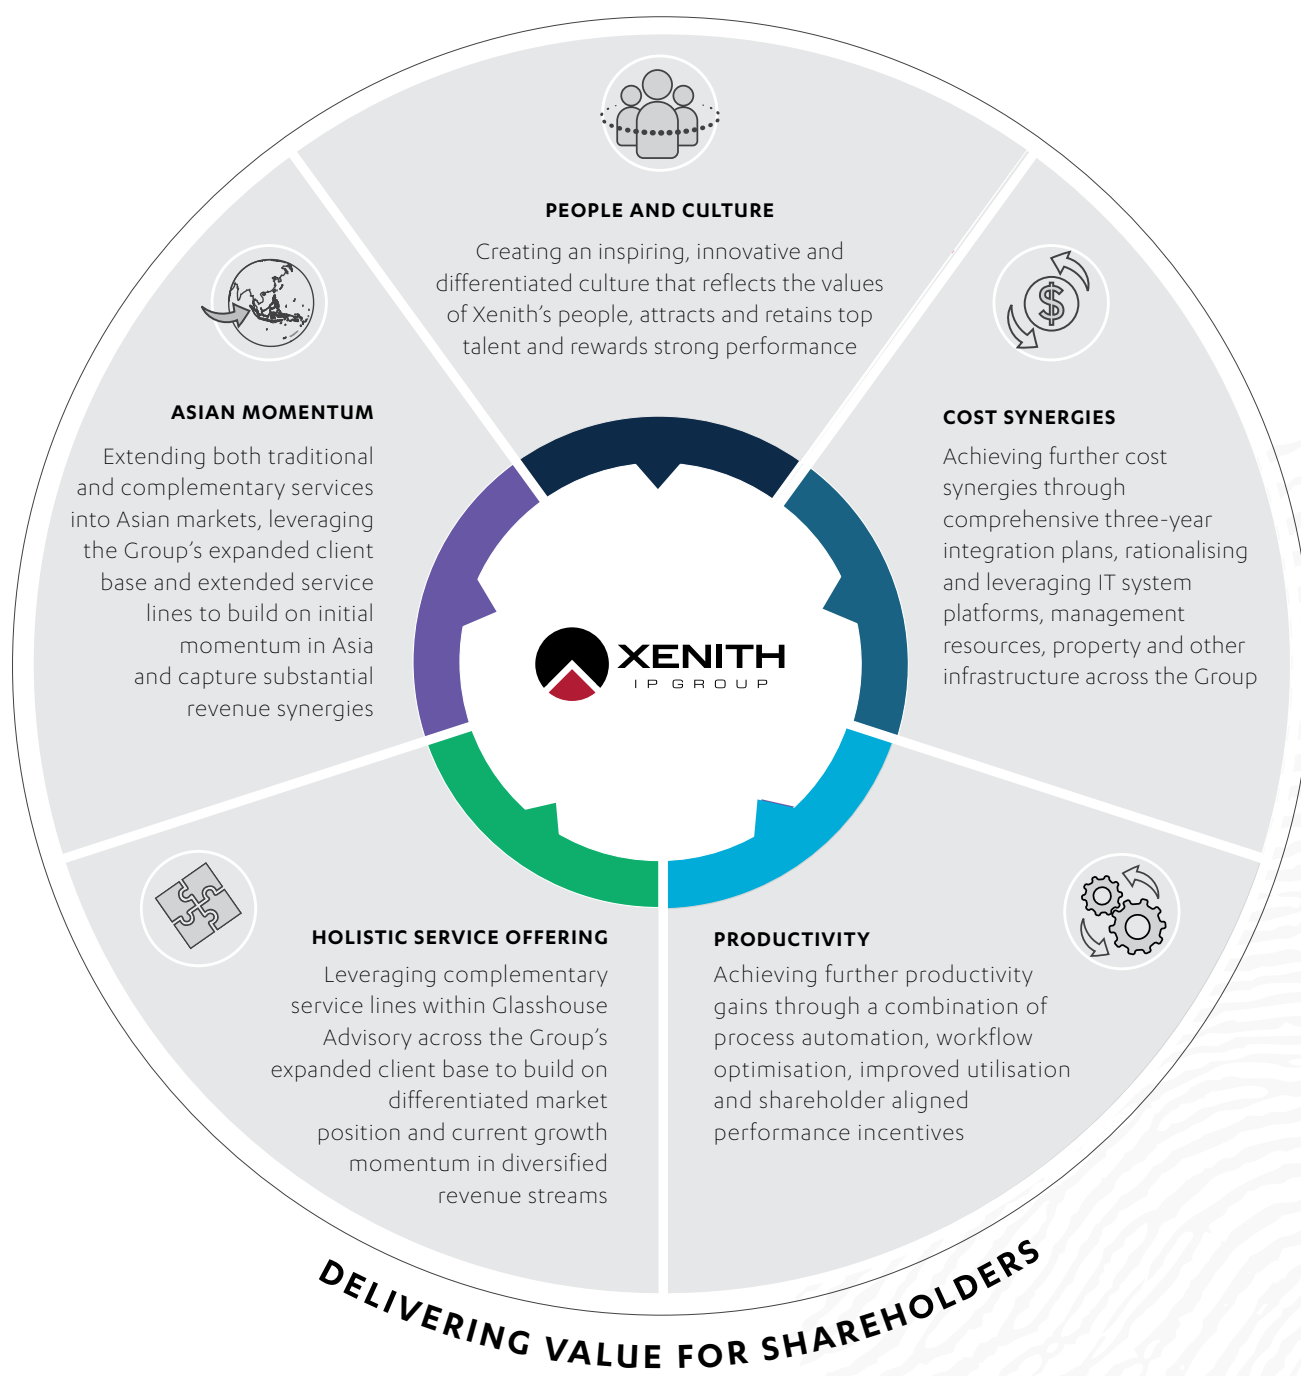 PEOPLE AND CULTURE
Creating an inspiring, innovative and
differentiated culture that reflects the values
of Xenith's people, attracts and retains top
talent and rewards strong performance
$
COST SYNERGIES
Achieving further cost
synergies through
comprehensive three-year
integration plans, rationalising
and leveraging IT system
platforms, management
resources, property and other
infrastructure across the Group
PRODUCTIVITY
Achieving further productivity
gains through a combination of
process automation, workflow
optimisation, improved utilisation
and shareholder aligned
performance incentives
HOLISTIC SERVICE OFFERING
Leveraging complementary
service lines within Glasshouse
Advisory across the Group's
expanded client base to build on
differentiated market
position and current growth
momentum in diversified
revenue streams
ASIAN MOMENTUM
Extending both traditional
and complementary services
into Asian markets, leveraging
the Group's expanded client
base and extended service
lines to build on initial
momentum in Asia
and capture substantial
revenue synergies
XENITH
IP GROUP
DELIVERING VALUE FOR SHAREHOLDERS